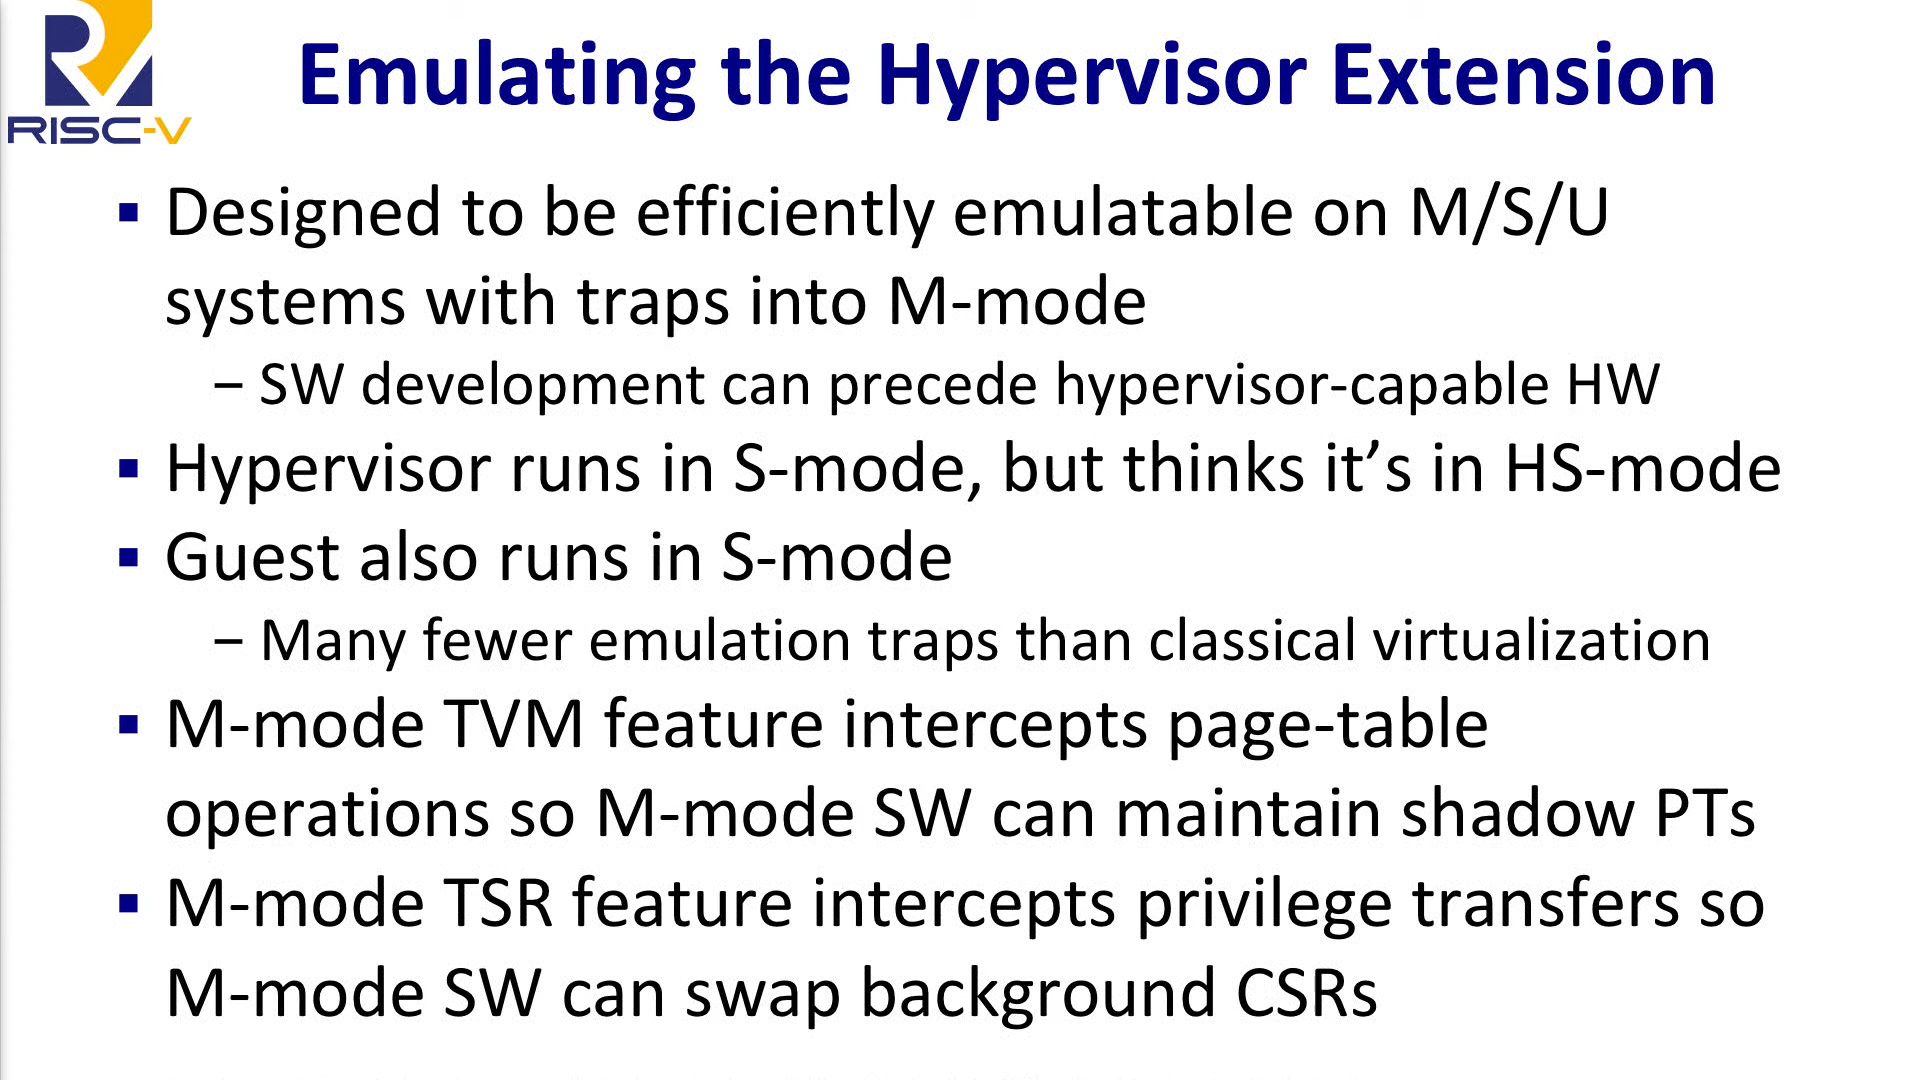 RISC-V
Emulating the Hypervisor Extension
▪ Designed to be efficiently emulatable on M/S/U
systems with traps into M-mode
– SW development can precede hypervisor-capable HW
▪ Hypervisor runs in S-mode, but thinks it’s in HS-mode
▪ Guest also runs in S-mode
– Many fewer emulation traps than classical virtualization
▪ M-mode TVM feature intercepts page-table
operations so M-mode SW can maintain shadow PTs
▪ M-mode TSR feature intercepts privilege transfers so
M-mode SW can swap background CSRs